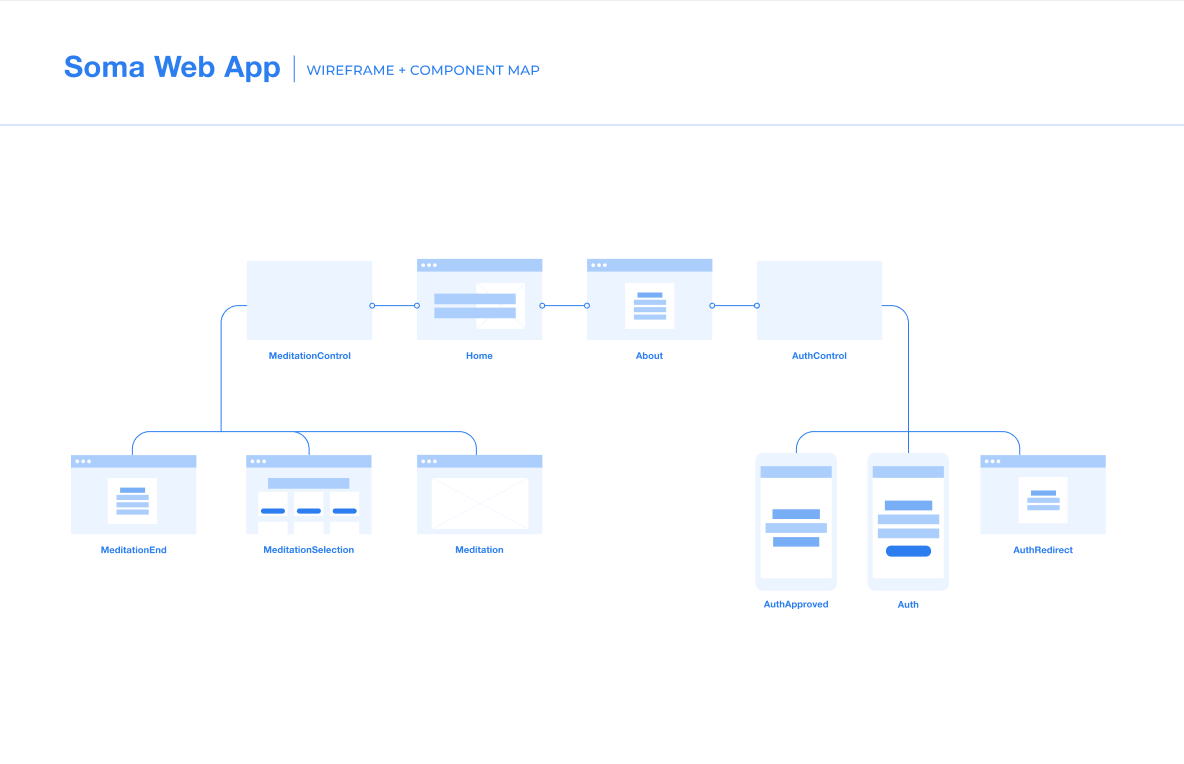 Soma Web App
WIREFRAME + COMPONENT MAP
MeditationControl
Home
About
AuthControl
MeditationEnd
MeditationSelection
Meditation
AuthRedirect
AuthApproved
Auth